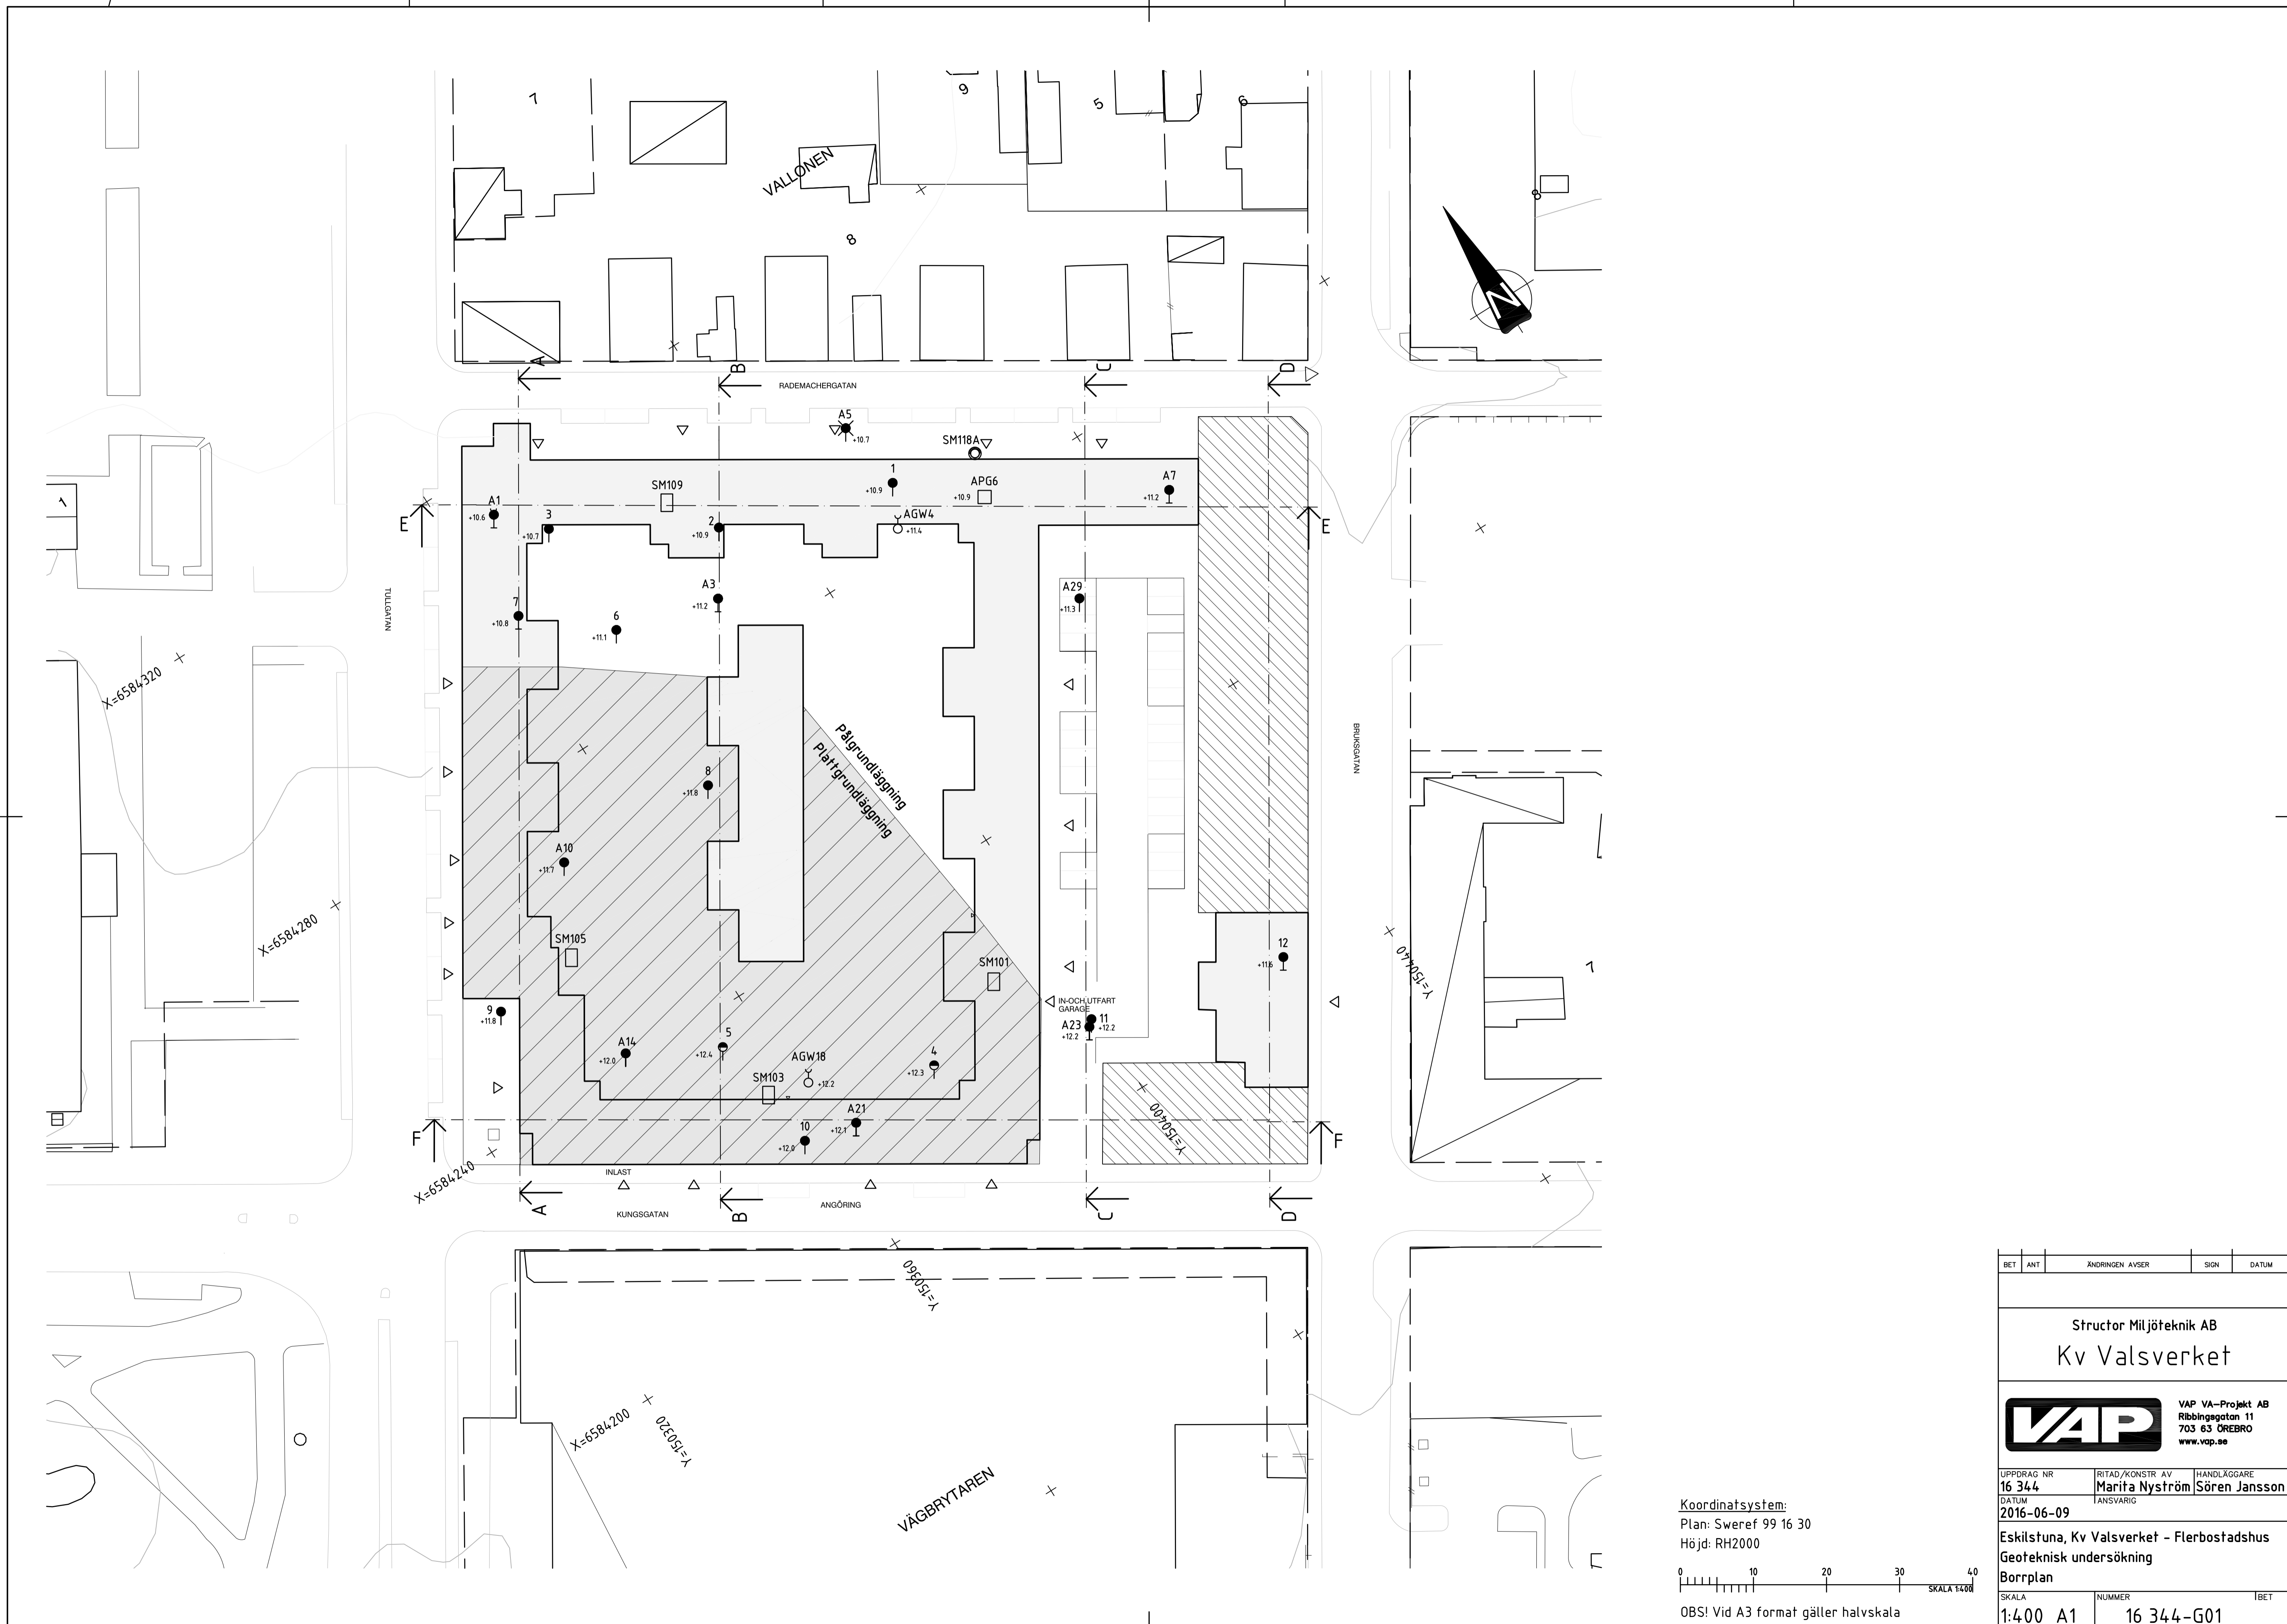 7
9
5
6
VALLONEN
8
8
N
A
B
C
D
RADEMACHERGATAN
A5
+10.7
SM118A
1
A1
+10.6
3
+10.7
SM109
2
+10.9
1
+10.9
APG6
+10.9
A7
+11.2
AGW4
+11.4
E
E
TULLGATAN
7
+10.8
6
+11.1
A3
+11.2
A29
+11.3
X=6584320
Pålgrundläggning
Plattgrundläggning
BRUKSGATAN
8
+11.8
A10
+11.7
X=6584280
SM105
SM101
12
+11.6
Y=150440
7
9
+11.8
IN-OCH UTFART
GARAGE
11
+12.2
A23
+12.2
A14
+12.0
5
+12.4
AGW18
+12.2
4
+12.3
SM103
A21
+12.1
10
+12.0
Y=150400
F
F
X=6584240
INLAST
A
B
C
D
KUNGSGATAN
ANGÖRING
Y=150360
X=6584200
Y=150320
VÄGBRYTAREN
Koordinatsystem:
Plan: Sweref 99 16 30
Höjd: RH2000
0 10 20 30 40
SKALA 1:400
OBS! Vid A3 format gäller halvskala
BET ANT ÄNDRINGEN AVSER SIGN DATUM
Structor Miljöteknik AB
Kv Valsverket
VAP
VAP VA-Projekt AB
Ribbingsgatan 11
703 63 ÖREBRO
www.vap.se
UPPDRAG NR RITAD/KONSTR AV HANDLÄGGARE
16 344 Marita Nyström Sören Jansson
DATUM ANSVARIG
2016-06-09
Eskilstuna, Kv Valsverket - Flerbostadshus
Geoteknisk undersökning
Borrplan
SKALA NUMMER BET
1:400 A1 16 344-G01